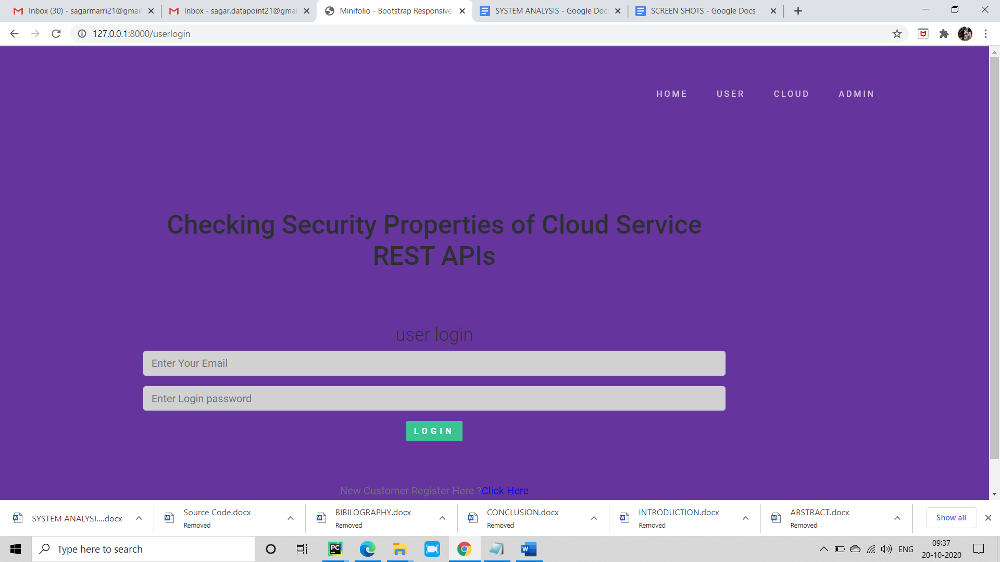 Inbox (30) - sagarmarri21@gmail
Inbox - sagar.datapoint21@gmai
Minifolio - Bootstrap Responsive
SYSTEM ANALYSIS - Google Docs
SCREEN SHOTS - Google Docs
127.0.0.1:8000/userlogin
HOME USER CLOUD ADMIN
Checking Security Properties of Cloud Service
REST APIs
user login
Enter Your Email
Enter Login password
LOGIN
New Customer Register Here ?Click Here
SYSTEM ANALYSI....docx
Source Code.docx
Removed
BIBILOGRAPHY.docx
Removed
CONCLUSION.docx
Removed
INTRODUCTION.docx
Removed
ABSTRACT.docx
Removed
Show all
Type here to search
PC
W
ENG
09:37
20-10-2020